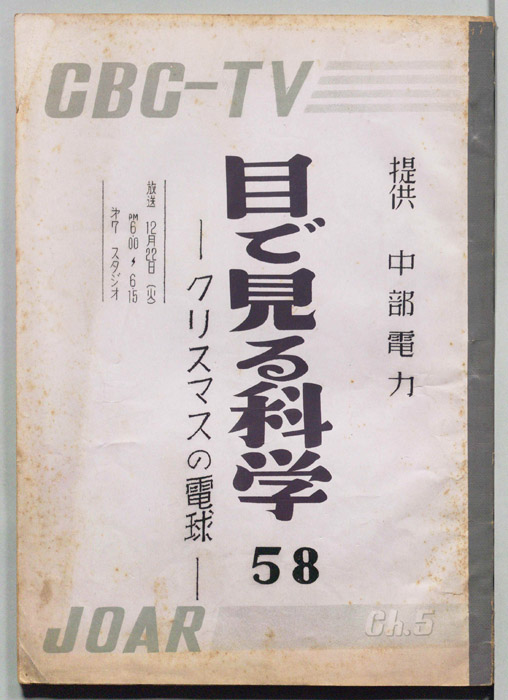 CBC-TV
提供 中部電力
目で見る科学
58
―クリスマスの電球―
放送 12月22日(火)
PM 6.00〜6.15
スタジオ
JOAR
Ch.5